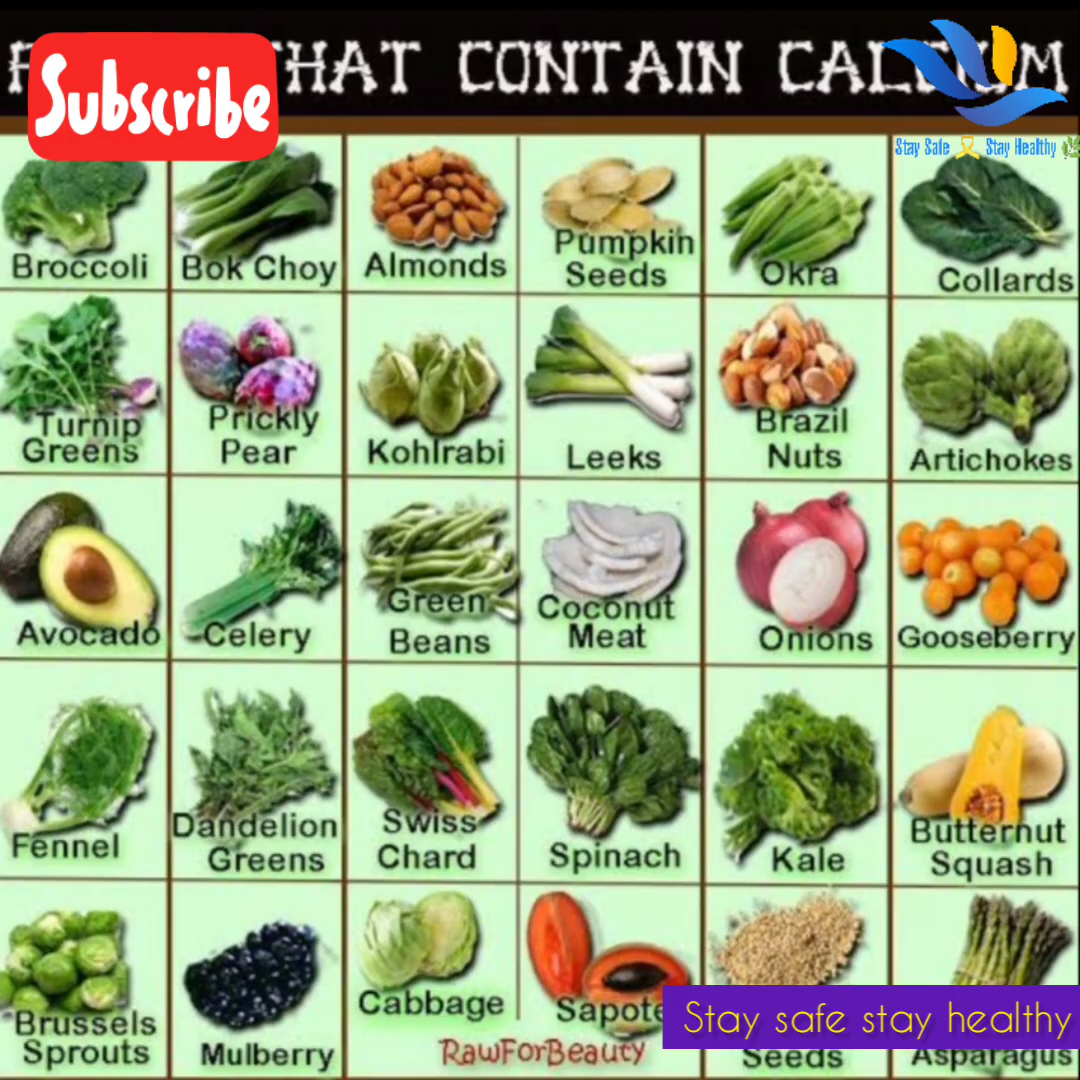 Subscribe
THAT CONTAIN
Stay Safe Stay Healthy
Broccoli
Bok Choy
Almonds
Pumpkin
Seeds
Okra
Collards
Turnip
Greens
Prickly
Pear
Kohlrabi
Leeks
Brazil
Nuts
Artichokes
Avocado
Celery
Green
Beans
Coconut
Meat
Onions
Gooseberry
Fennel
Dandelion
Greens
Swiss
Chard
Spinach
Kale
Butternut
Squash
Brussels
Sprouts
Mulberry
Cabbage
Sapote
Seeds
Asparagus
RawForBeauty
Stay safe stay healthy